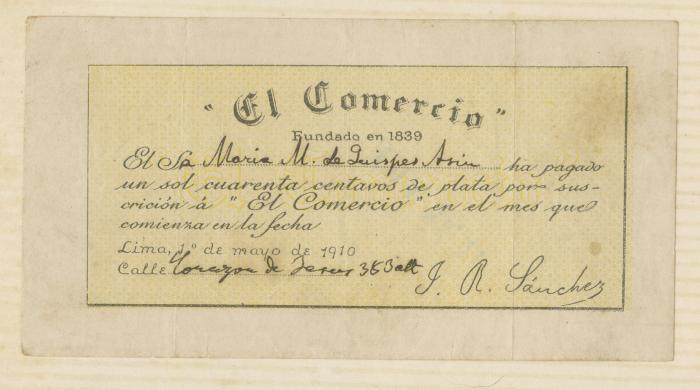 "El Comercio"
Fundado en 1839
El Sa Maria M. de Quispez Asin ha pagado
un sol cuarenta centavos de plata por sus-
crición á "El Comercio" en el mes que
comienza en la fecha
Lima, 1.º de mayo de 1910
Calle Corazon de Jesus 383 alt
J. R. Sánchez